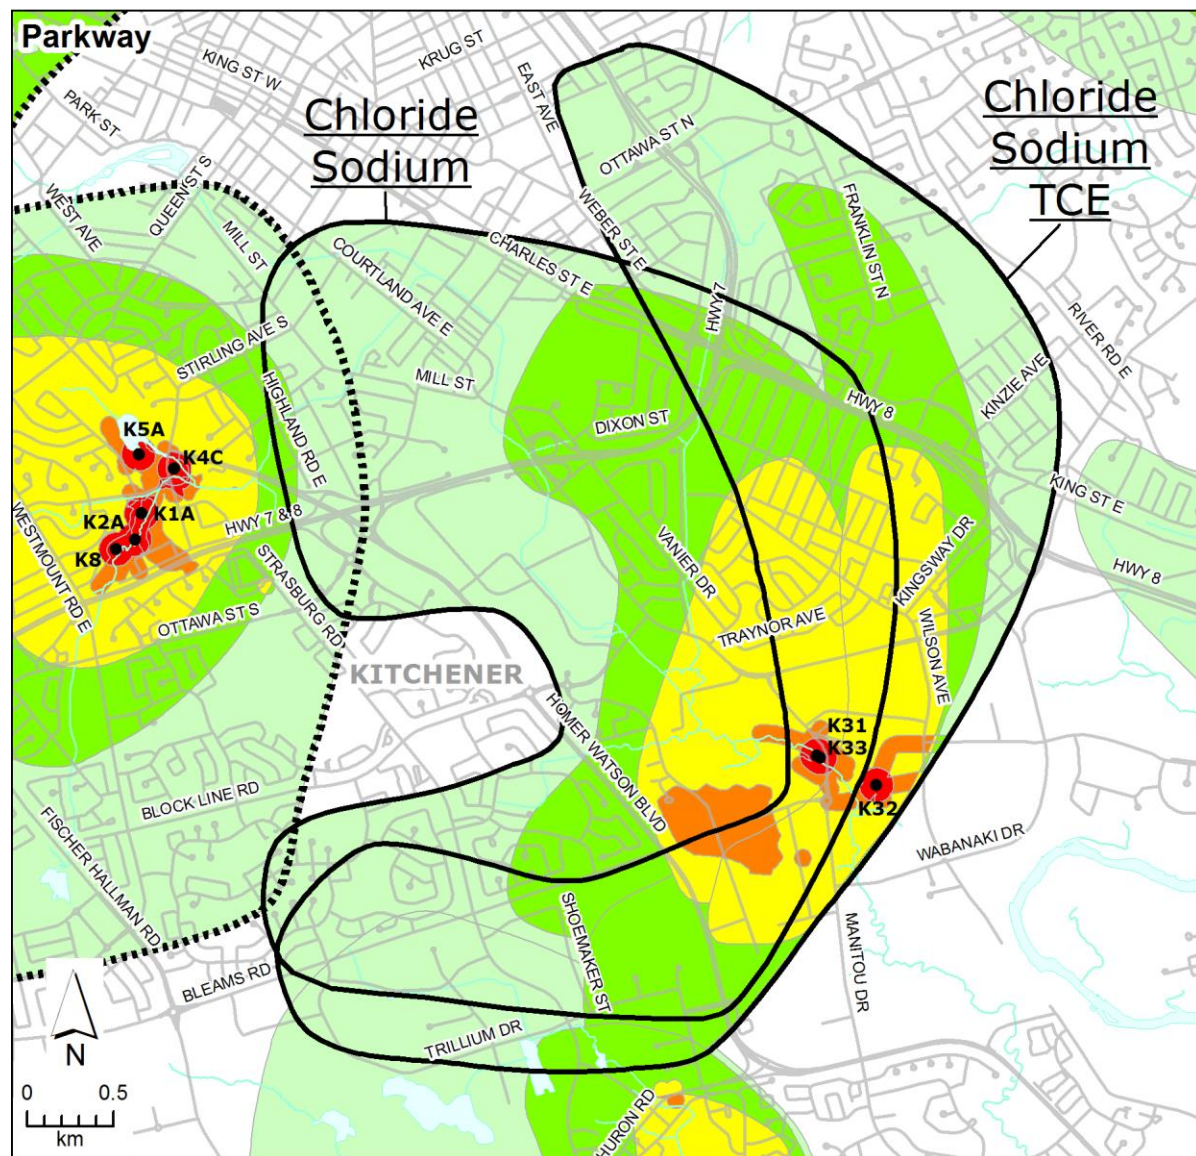 Parkway
KING ST W
KRUG ST
EAST AVE
PARK ST
Chloride
Sodium
Chloride
Sodium
TCE
OTTAWA ST N
WEST AVE
QUEEN ST S
MILL ST
COURTLAND AVE E
CHARLES ST E
WEBER ST E
FRANKLIN ST N
HWY 7
RIVER RD E
STIRLING AVE S
MILL ST
HIGHLAND RD E
DIXON ST
HWY 8
KINZIE AVE
K5A
K4C
K2A
K1A
K8
HWY 7 & 8
KING ST E
HWY 8
WESTMOUNT RD E
STRASBURG RD
OTTAWA ST S
VANIER DR
KINGSWAY DR
TRAYNOR AVE
WILSON AVE
KITCHENER
HOMER WATSON BLVD
K31
K33
K32
BLOCK LINE RD
FISCHER HALLMAN RD
WABANAKI DR
SHOEMAKER ST
MANITOU DR
BLEAMS RD
TRILLIUM DR
HURON RD
N
0 0.5
km